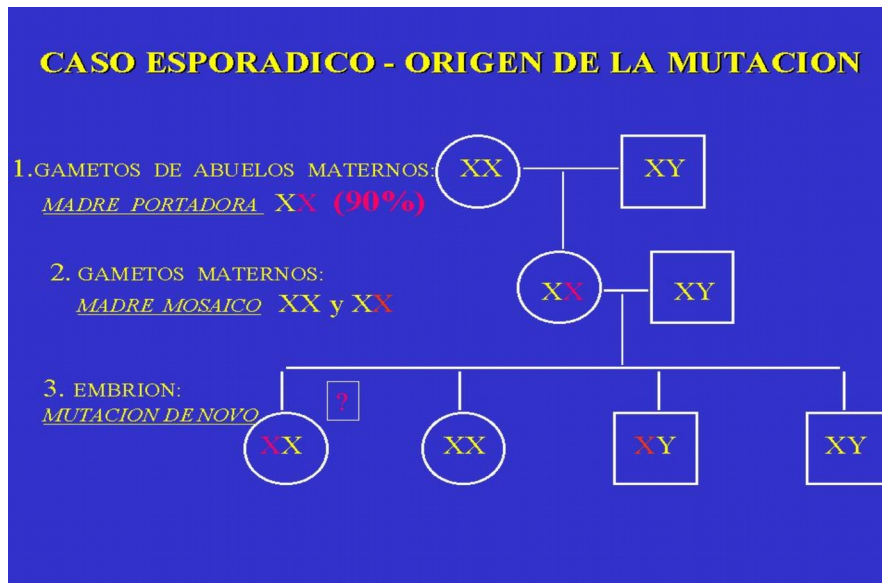 CASO ESPORADICO - ORIGEN DE LA MUTACION
1.GAMETOS DE ABUELOS MATERNOS:
XX
XY
MADRE PORTADORA XX (90%)
2. GAMETOS MATERNOS:
MADRE MOSAICO XX y XX
XX
XY
3. EMBRION:
MUTACION DE NOVO
?
XX
XX
XY
XY